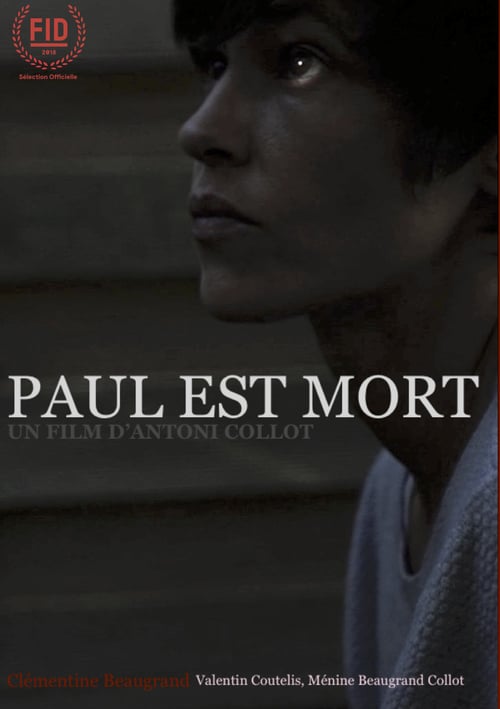 FID
2018
Sélection Officielle
PAUL EST MORT
UN FILM D'ANTONI COLLOT
Clémentine Beaugrand Valentin Coutelis, Ménine Beaugrand Collot